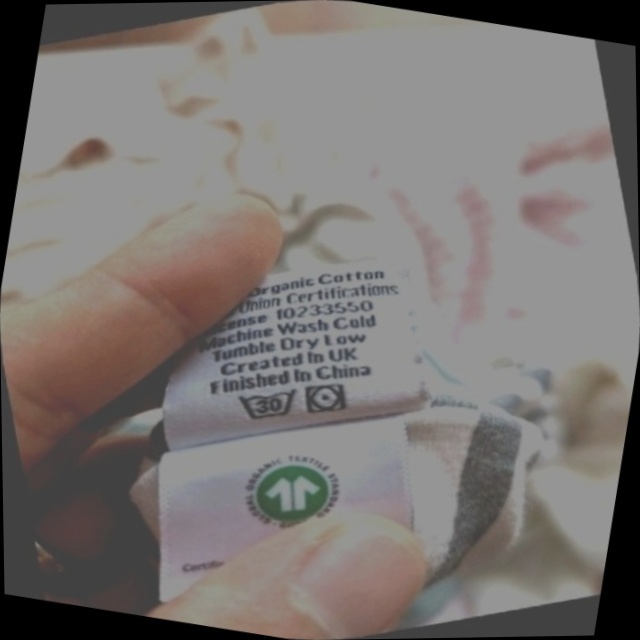 Organic Cotton
Union Certifications
10233550
Machine Wash Cold
Tumble Dry Low
Created In UK
Finished In China
30
GLOBAL ORGANIC TEXTILE STANDARD